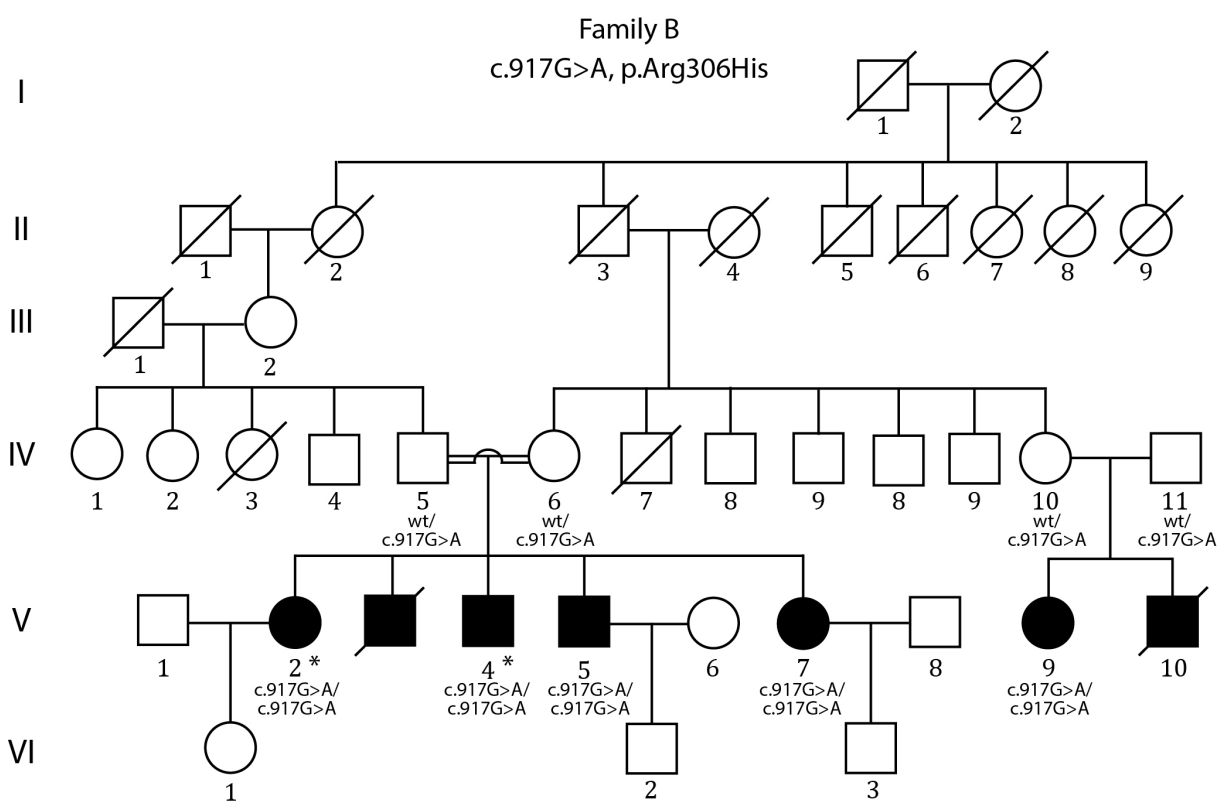 Family B
c.917G>A, p.Arg306His
I
1 2
II
1 2 3 4 5 6 7 8 9
III
1 2
IV
1 2 3 4 5 6 7 8 9 8 9 10 11
wt/ wt/ wt/ wt/
c.917G>A c.917G>A c.917G>A c.917G>A
V
1 2 * 4 * 5 6 7 8 9 10
c.917G>A/ c.917G>A/ c.917G>A/ c.917G>A/ c.917G>A/
c.917G>A c.917G>A c.917G>A c.917G>A c.917G>A
VI
1 2 3